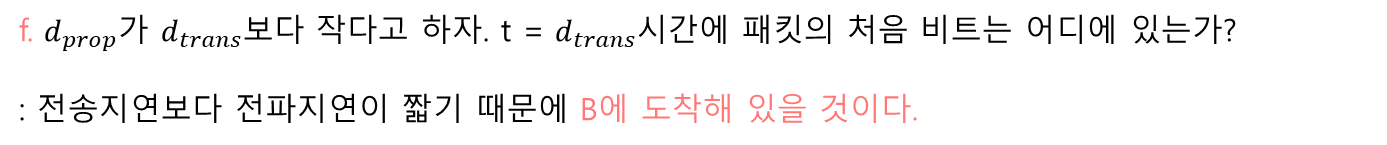 f. d_prop가 d_trans보다 작다고 하자. t = d_trans시간에 패킷의 처음 비트는 어디에 있는가?
: 전송지연보다 전파지연이 짧기 때문에 B에 도착해 있을 것이다.